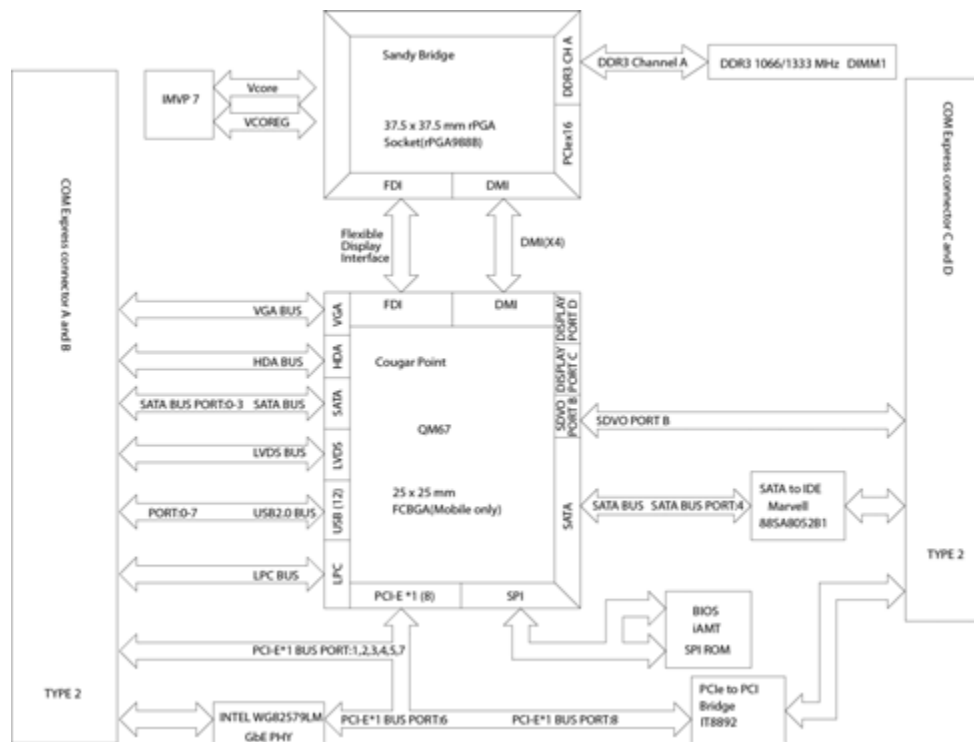 Sandy Bridge
37.5 x 37.5 mm rPGA
Socket(rPGA988B)
DDR3 CH A
PCIex16
FDI
DMI
DDR3 Channel A
DDR3 1066/1333 MHz DIMM1
IMVP 7
Vcore
VCOREG
COM Express connector A and B
TYPE 2
COM Express connector C and D
TYPE 2
Flexible
Display
Interface
DMI(X4)
FDI
DMI
Cougar Point
QM67
25 x 25 mm
FCBGA(Mobile only)
VGA
HDA
SATA
LVDS
USB (12)
LPC
DISPLAY
PORT D
DISPLAY
PORT C
SDVO
PORT B
SATA
PCI-E *1 (8)
SPI
VGA BUS
HDA BUS
SATA BUS PORT:0-3 SATA BUS
LVDS BUS
PORT:0-7 USB2.0 BUS
LPC BUS
SDVO PORT B
SATA BUS SATA BUS PORT:4
SATA to IDE
Marvell
88SA8052B1
BIOS
iAMT
SPI ROM
PCI-E*1 BUS PORT:1,2,3,4,5,7
INTEL WG82579LM
GbE PHY
PCI-E*1 BUS PORT:6
PCI-E*1 BUS PORT:8
PCIe to PCI
Bridge
IT8892